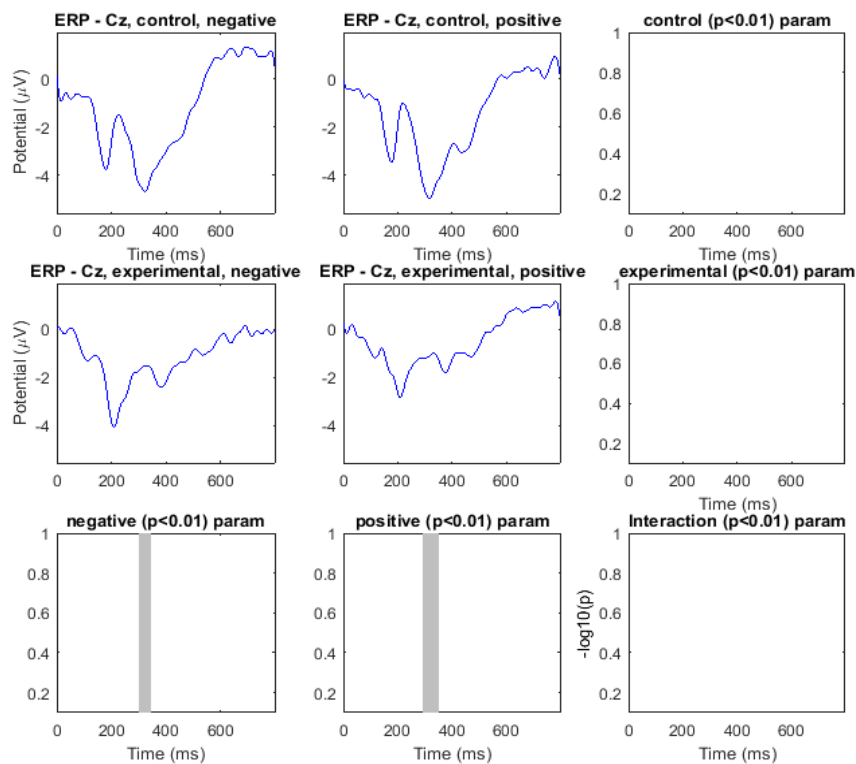 ERP - Cz, control, negative
ERP - Cz, control, positive
control (p<0.01) param
Potential (μV)
0
-2
-4
0 200 400 600
Time (ms)
0
-2
-4
0 200 400 600
Time (ms)
1
0.8
0.6
0.4
0.2
0 200 400 600
Time (ms)
ERP - Cz, experimental, negative
ERP - Cz, experimental, positive
experimental (p<0.01) param
Potential (μV)
0
-2
-4
0 200 400 600
0
-2
-4
0 200 400 600
1
0.8
0.6
0.4
0.2
0 200 400 600
Time (ms)
negative (p<0.01) param
positive (p<0.01) param
Interaction (p<0.01) param
1
0.8
0.6
0.4
0.2
0 200 400 600
Time (ms)
1
0.8
0.6
0.4
0.2
0 200 400 600
Time (ms)
-log10(p)
1
0.8
0.6
0.4
0.2
0 200 400 600
Time (ms)